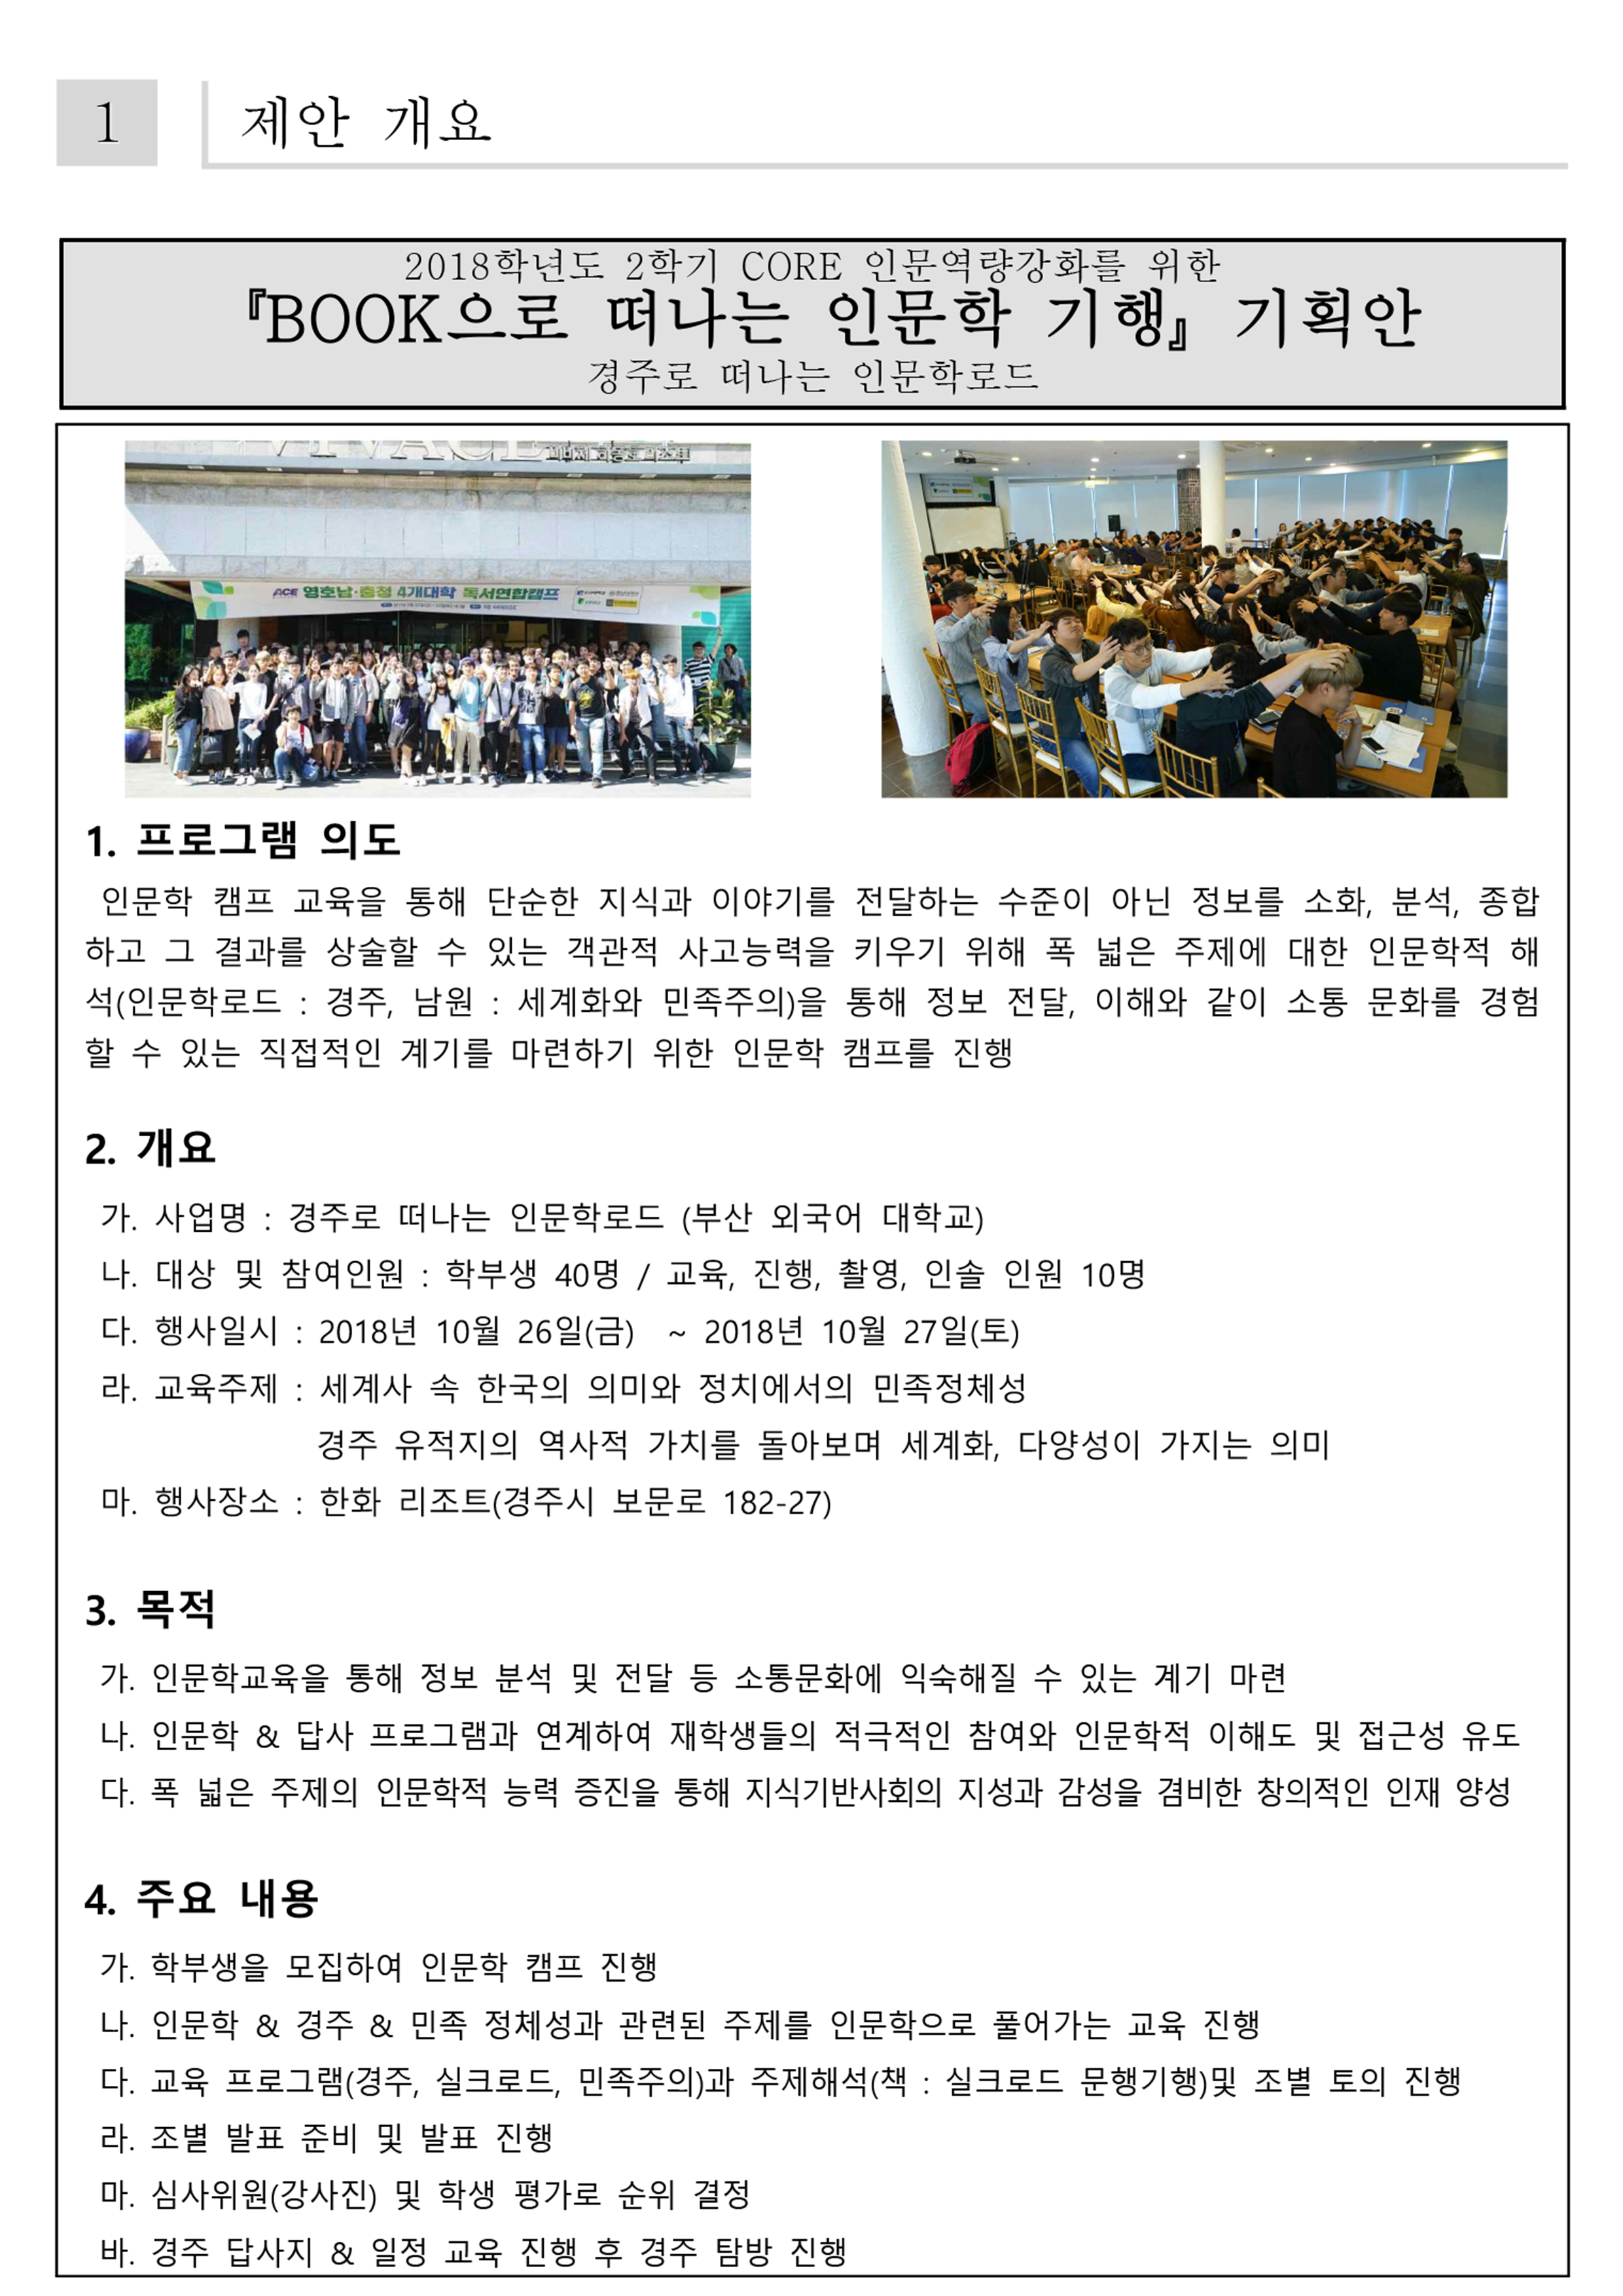 1
제안 개요
2018학년도 2학기 CORE 인문역량강화를 위한
『BOOK으로 떠나는 인문학 기행』 기획안
경주로 떠나는 인문학로드
VIVACE
ACE 영호남·충청 4개대학 독서연합캠프
1. 프로그램 의도
인문학 캠프 교육을 통해 단순한 지식과 이야기를 전달하는 수준이 아닌 정보를 소화, 분석, 종합
하고 그 결과를 상술할 수 있는 객관적 사고능력을 키우기 위해 폭 넓은 주제에 대한 인문학적 해
석(인문학로드 : 경주, 남원 : 세계화와 민족주의)을 통해 정보 전달, 이해와 같이 소통 문화를 경험
할 수 있는 직접적인 계기를 마련하기 위한 인문학 캠프를 진행
2. 개요
가. 사업명 : 경주로 떠나는 인문학로드 (부산 외국어 대학교)
나. 대상 및 참여인원 : 학부생 40명 / 교육, 진행, 촬영, 인솔 인원 10명
다. 행사일시 : 2018년 10월 26일(금) ~ 2018년 10월 27일(토)
라. 교육주제 : 세계사 속 한국의 의미와 정치에서의 민족정체성
경주 유적지의 역사적 가치를 돌아보며 세계화, 다양성이 가지는 의미
마. 행사장소 : 한화 리조트(경주시 보문로 182-27)
3. 목적
가. 인문학교육을 통해 정보 분석 및 전달 등 소통문화에 익숙해질 수 있는 계기 마련
나. 인문학 & 답사 프로그램과 연계하여 재학생들의 적극적인 참여와 인문학적 이해도 및 접근성 유도
다. 폭 넓은 주제의 인문학적 능력 증진을 통해 지식기반사회의 지성과 감성을 겸비한 창의적인 인재 양성
4. 주요 내용
가. 학부생을 모집하여 인문학 캠프 진행
나. 인문학 & 경주 & 민족 정체성과 관련된 주제를 인문학으로 풀어가는 교육 진행
다. 교육 프로그램(경주, 실크로드, 민족주의)과 주제해석(책 : 실크로드 문행기행)및 조별 토의 진행
라. 조별 발표 준비 및 발표 진행
마. 심사위원(강사진) 및 학생 평가로 순위 결정
바. 경주 답사지 & 일정 교육 진행 후 경주 탐방 진행